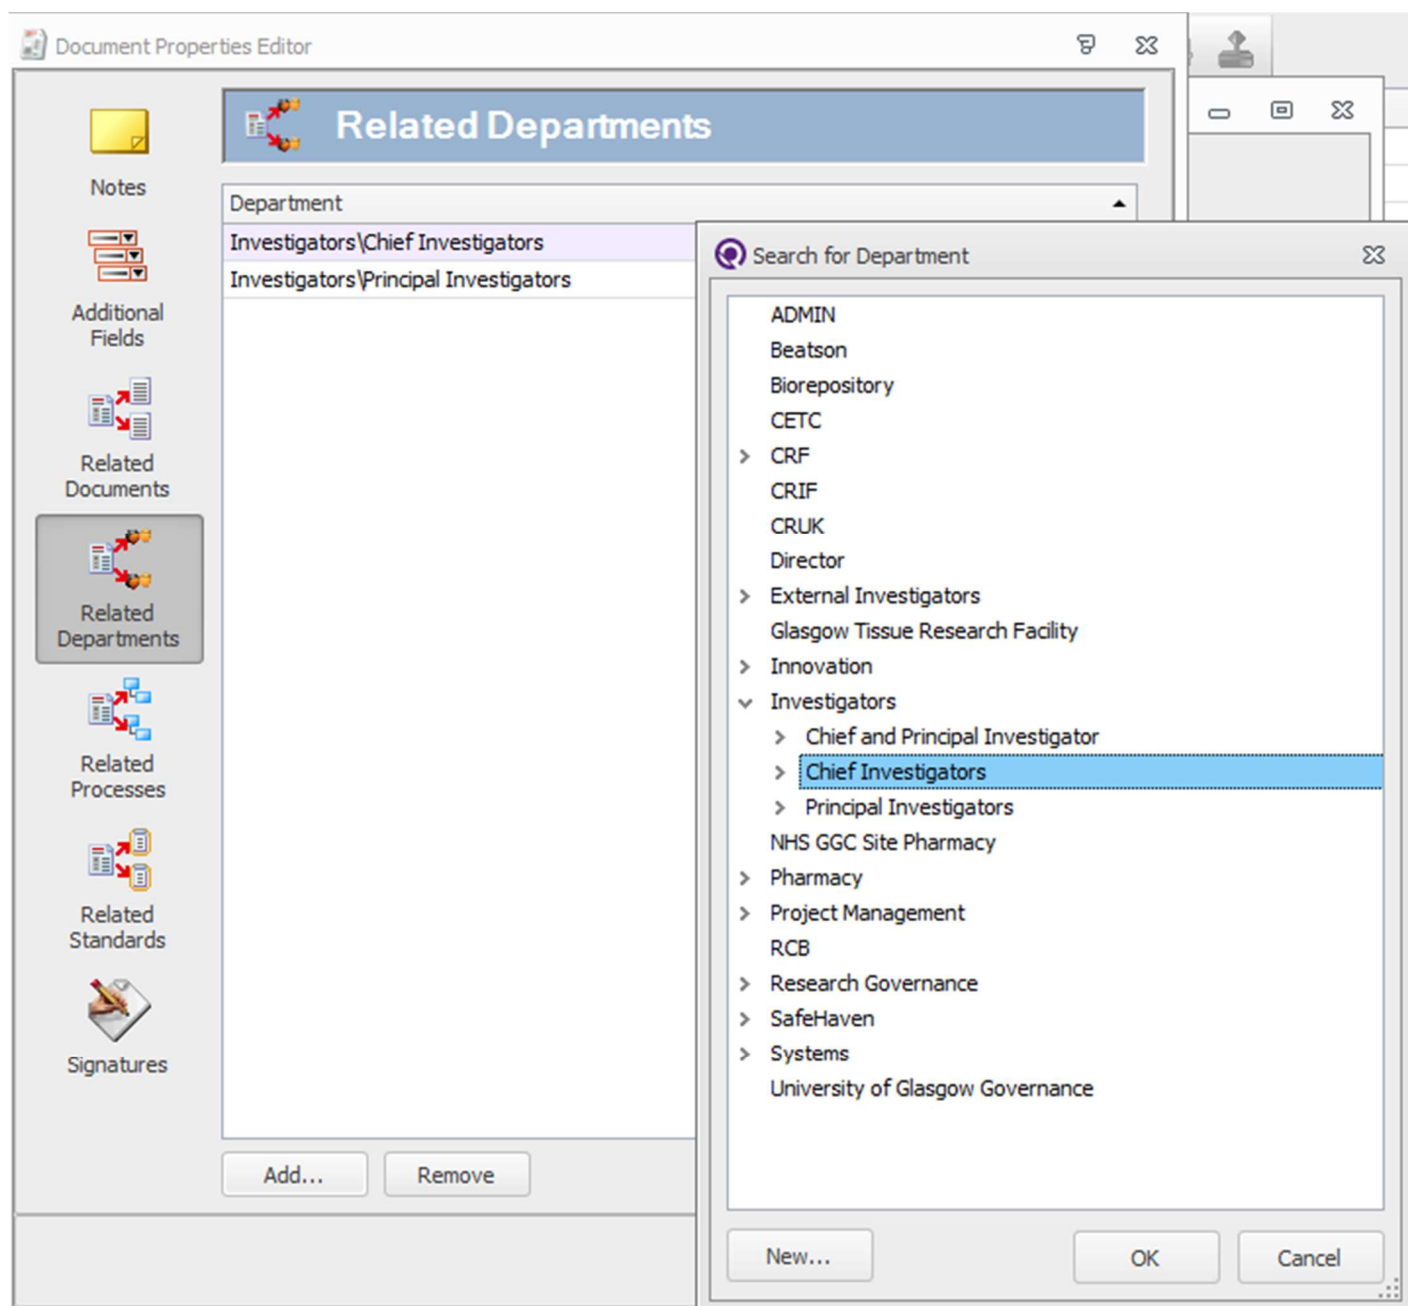 Document Properties Editor
Notes
Additional
Fields
Related
Documents
Related
Departments
Related
Processes
Related
Standards
Signatures
Related Departments
Department
Investigators\Chief Investigators
Investigators\Principal Investigators
Add...
Remove
Search for Department
ADMIN
Beatson
Biorepository
CETC
CRF
CRIF
CRUK
Director
External Investigators
Glasgow Tissue Research Facility
Innovation
Investigators
Chief and Principal Investigator
Chief Investigators
Principal Investigators
NHS GGC Site Pharmacy
Pharmacy
Project Management
RCB
Research Governance
SafeHaven
Systems
University of Glasgow Governance
New...
OK
Cancel